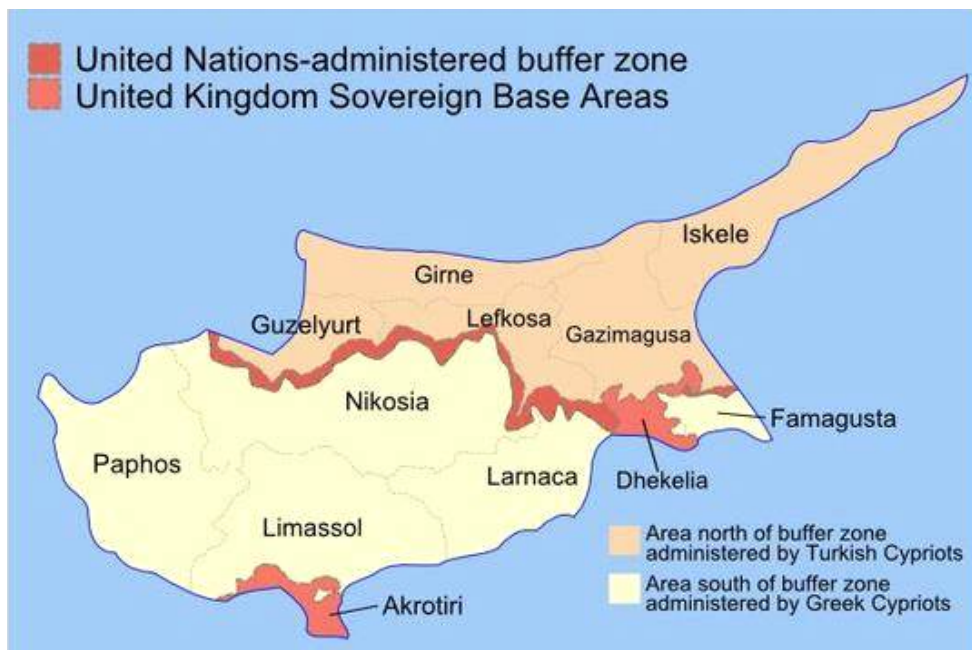 United Nations-administered buffer zone
United Kingdom Sovereign Base Areas
Iskele
Girne
Lefkosa
Guzelyurt
Gazimagusa
Nikosia
Famagusta
Paphos
Larnaca
Dhekelia
Limassol
Area north of buffer zone
administered by Turkish Cypriots
Area south of buffer zone
administered by Greek Cypriots
Akrotiri